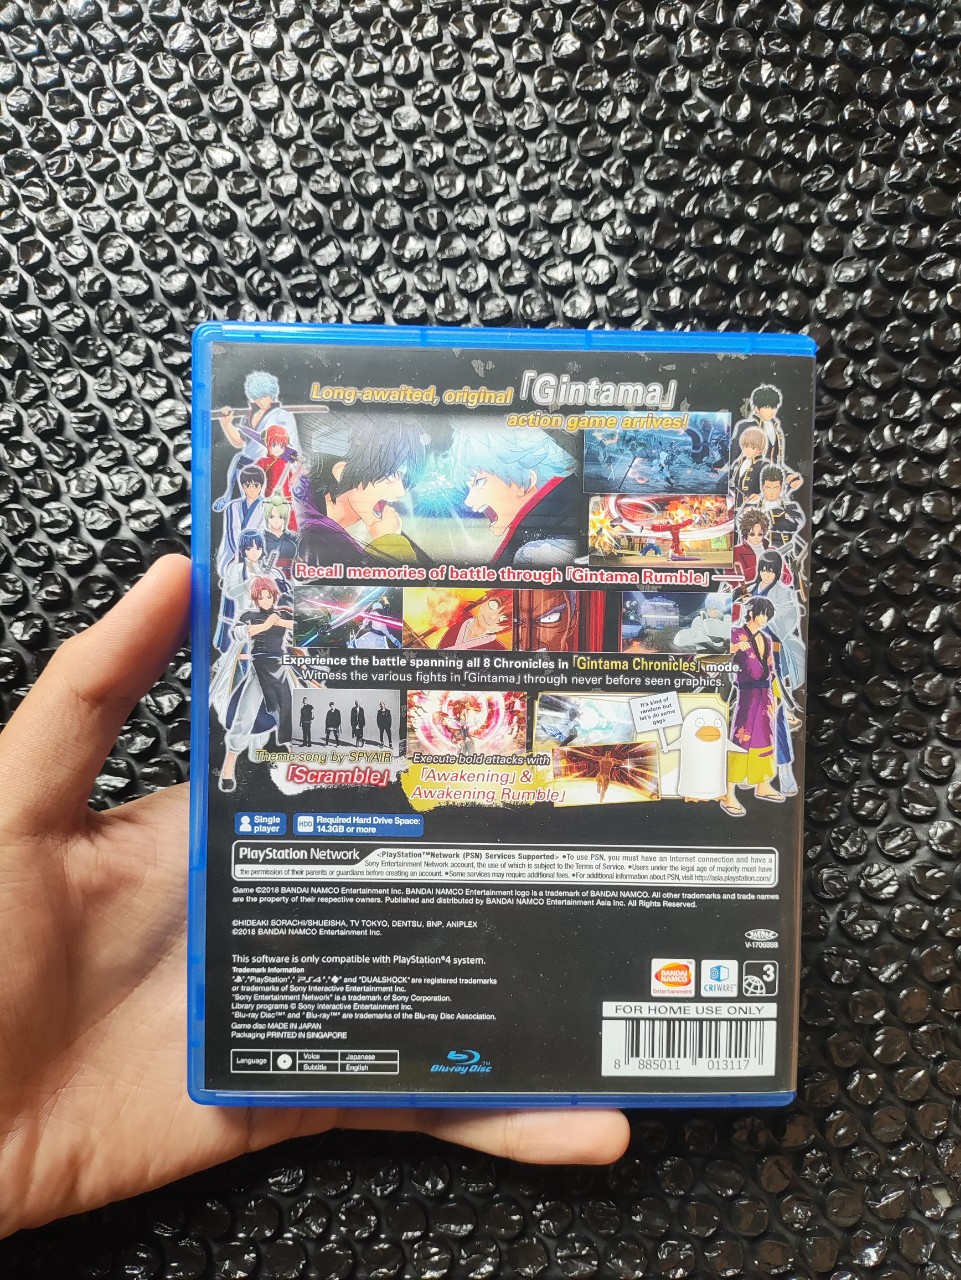 Long-awaited, original 「Gintama」
action game arrives!
Recall memories of battle through 「Gintama Rumble」
Experience the battle spanning all 8 Chronicles in 「Gintama Chronicles」 mode.
Witness the various fights in 「Gintama」 through never before seen graphics.
It's kind of
random but
let's do some
gags
Theme song by SPYAIR
「Scramble」
Execute bold attacks with
「Awakening」 &
Awakening Rumble」
Single
player
HDD
Required Hard Drive Space:
14.3GB or more
PlayStation Network
<PlayStation™Network (PSN) Services Supported> •To use PSN, you must have an Internet connection and have a
Sony Entertainment Network account, the use of which is subject to the Terms of Service. •Users under the legal age of majority must have
the permission of their parents or guardians before creating an account. •Some services may require additional fees. •For additional information about PSN, visit http://asia.playstation.com/
Game ©2018 BANDAI NAMCO Entertainment Inc. BANDAI NAMCO Entertainment logo is a trademark of BANDAI NAMCO. All other trademarks and trade names
are the property of their respective owners. Published and distributed by BANDAI NAMCO Entertainment Asia Inc. All Rights Reserved.
©HIDEAKI SORACHI/SHUEISHA, TV TOKYO, DENTSU, BNP, ANIPLEX
©2018 BANDAI NAMCO Entertainment Inc.
V-1706898
This software is only compatible with PlayStation®4 system.
Trademark Information
"PlayStation", "PS4", and "DUALSHOCK" are registered trademarks
or trademarks of Sony Interactive Entertainment Inc.
"Sony Entertainment Network" is a trademark of Sony Corporation.
Library programs © Sony Interactive Entertainment Inc.
"Blu-ray Disc™" and "Blu-ray™" are trademarks of the Blu-ray Disc Association.
Game disc MADE IN JAPAN
Packaging PRINTED IN SINGAPORE
BANDAI
NAMCO
Entertainment
CRIWARE
3
FOR HOME USE ONLY
8 885011 013117
Language
Voice Japanese
Subtitle English
Blu-ray Disc™